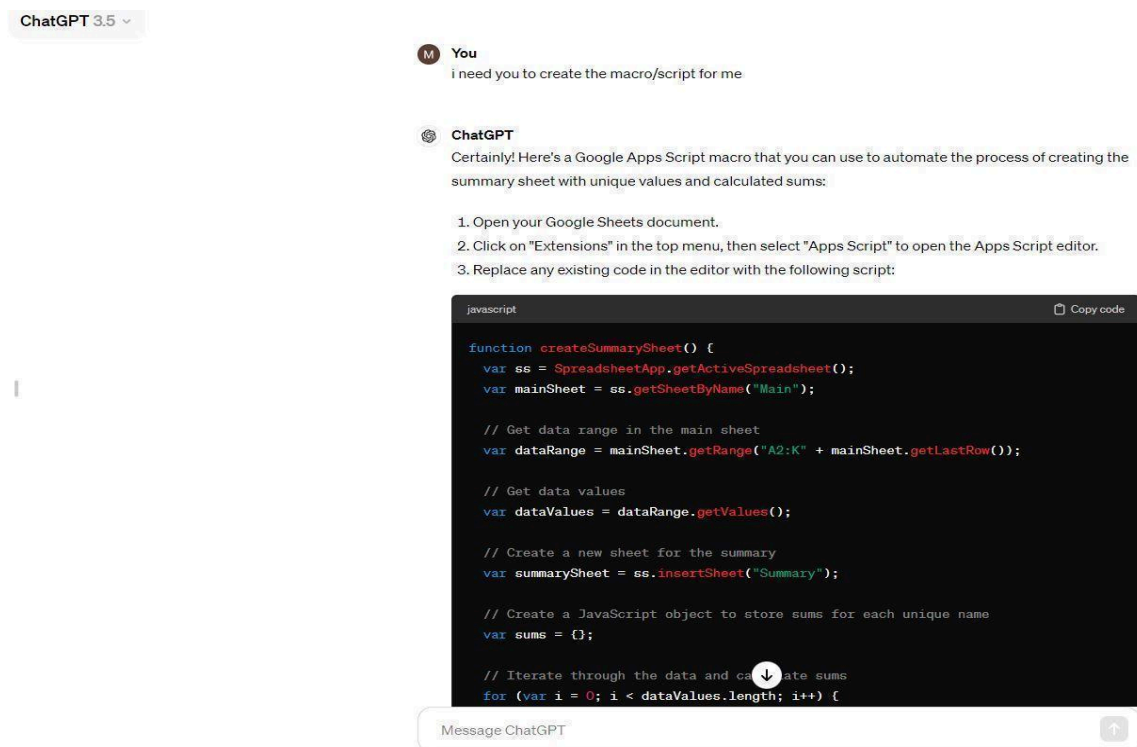 ChatGPT 3.5
M You
i need you to create the macro/script for me
ChatGPT
Certainly! Here's a Google Apps Script macro that you can use to automate the process of creating the
summary sheet with unique values and calculated sums:
1. Open your Google Sheets document.
2. Click on "Extensions" in the top menu, then select "Apps Script" to open the Apps Script editor.
3. Replace any existing code in the editor with the following script:
javascript Copy code
function createSummarySheet() {
  var ss = SpreadsheetApp.getActiveSpreadsheet();
  var mainSheet = ss.getSheetByName("Main");
  // Get data range in the main sheet
  var dataRange = mainSheet.getRange("A2:K" + mainSheet.getLastRow());
  // Get data values
  var dataValues = dataRange.getValues();
  // Create a new sheet for the summary
  var summarySheet = ss.insertSheet("Summary");
  // Create a JavaScript object to store sums for each unique name
  var sums = {};
  // Iterate through the data and sums
  for (var i = 0; i < dataValues.length; i++) {
Message ChatGPT